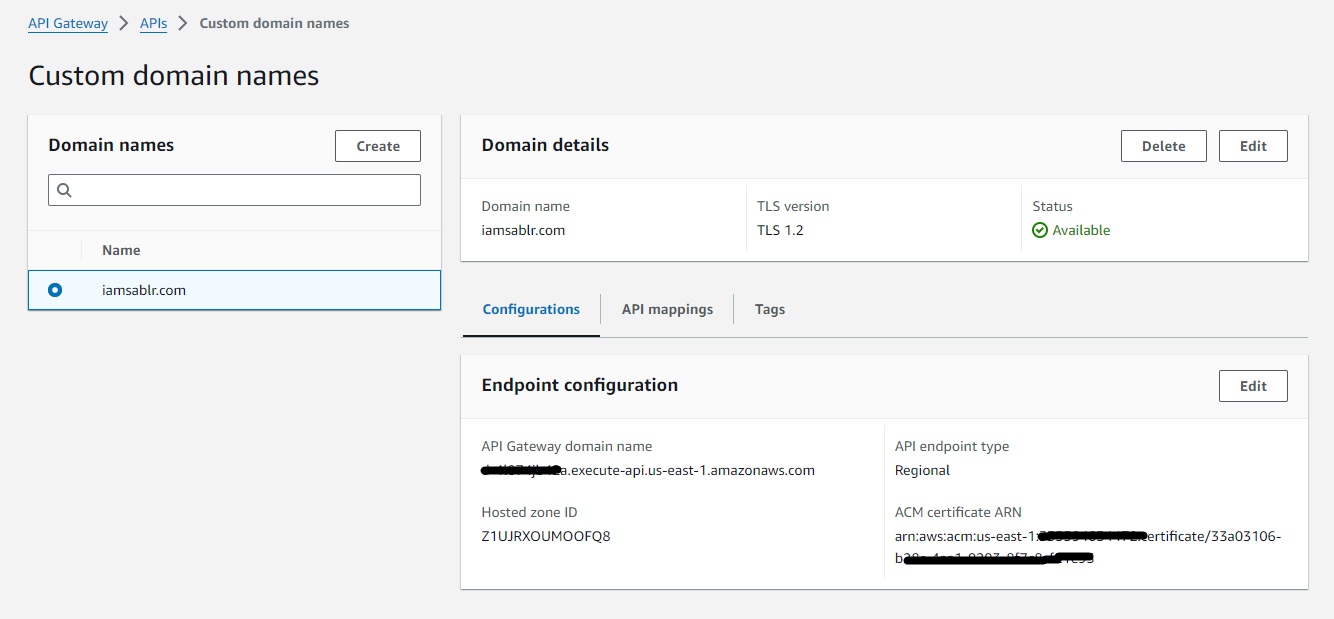 API Gateway > APIs > Custom domain names
Custom domain names
Domain names
Create
Name
iamsablr.com
Domain details
Delete
Edit
Domain name
iamsablr.com
TLS version
TLS 1.2
Status
Available
Configurations
API mappings
Tags
Endpoint configuration
Edit
API Gateway domain name
a.execute-api.us-east-1.amazonaws.com
Hosted zone ID
Z1UJRXOUMOOFQ8
API endpoint type
Regional
ACM certificate ARN
arn:aws:acm:us-east-1: certificate/33a03106-
b